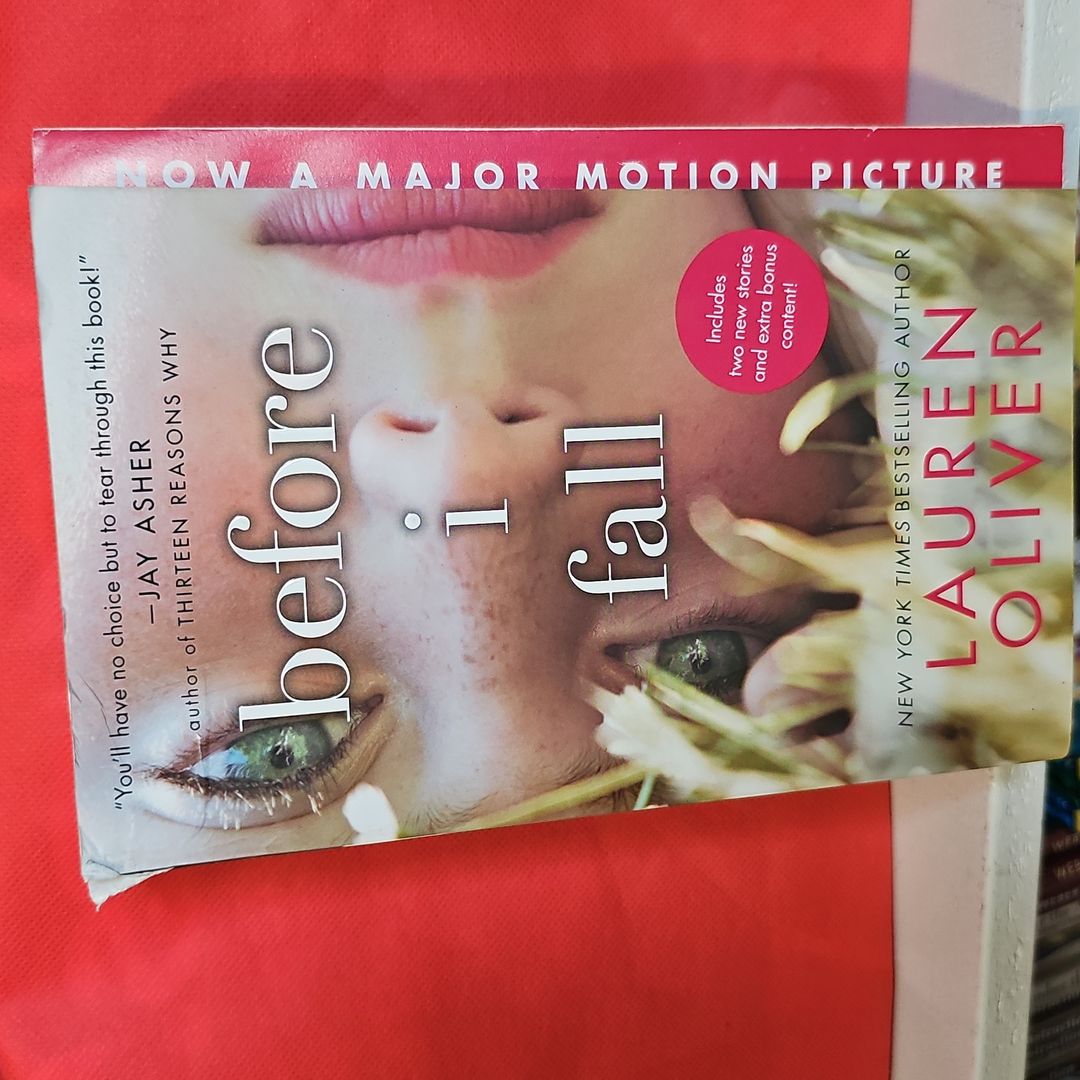 "You'll have no choice but to tear through this book!"
—JAY ASHER
author of THIRTEEN REASONS WHY
before
i
fall
Includes
two new stories
and extra bonus
content!
NEW YORK TIMES BESTSELLING AUTHOR
LAUREN
OLIVER
NOW A MAJOR MOTION PICTURE